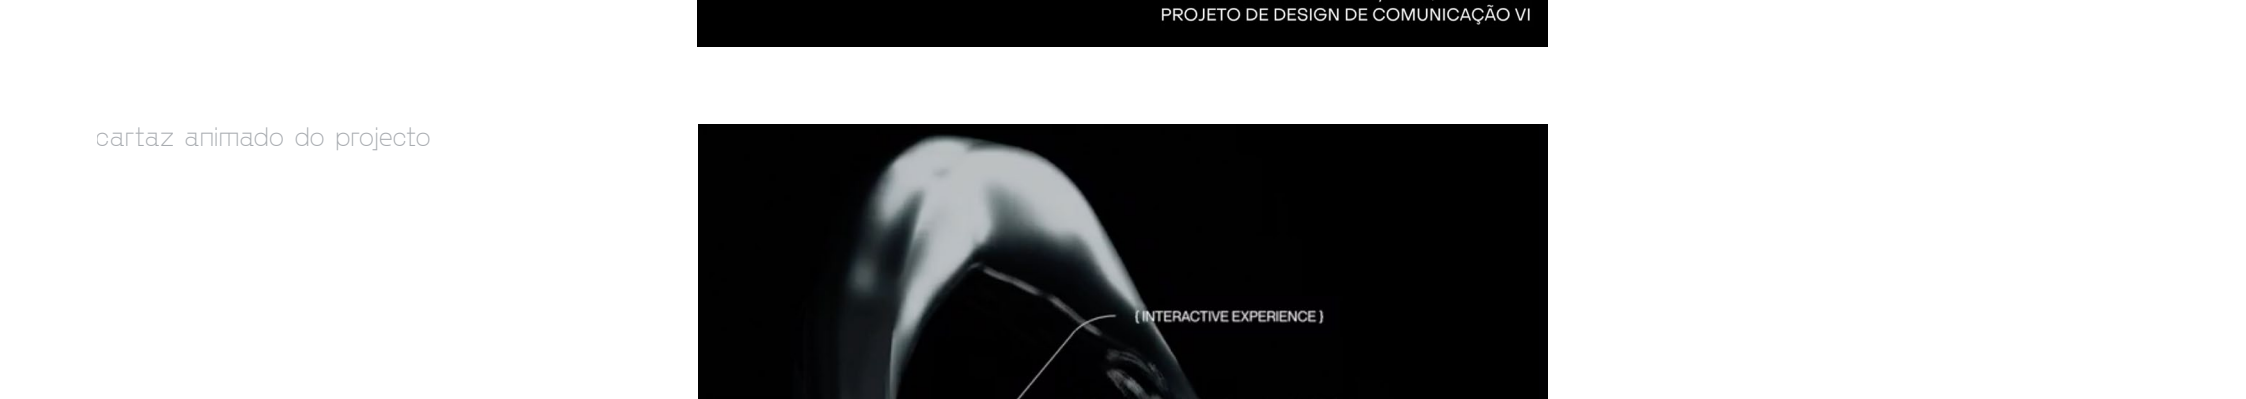 PROJETO DE DESIGN DE COMUNICAÇÃO VI
cartaz animado do projecto
{ INTERACTIVE EXPERIENCE }